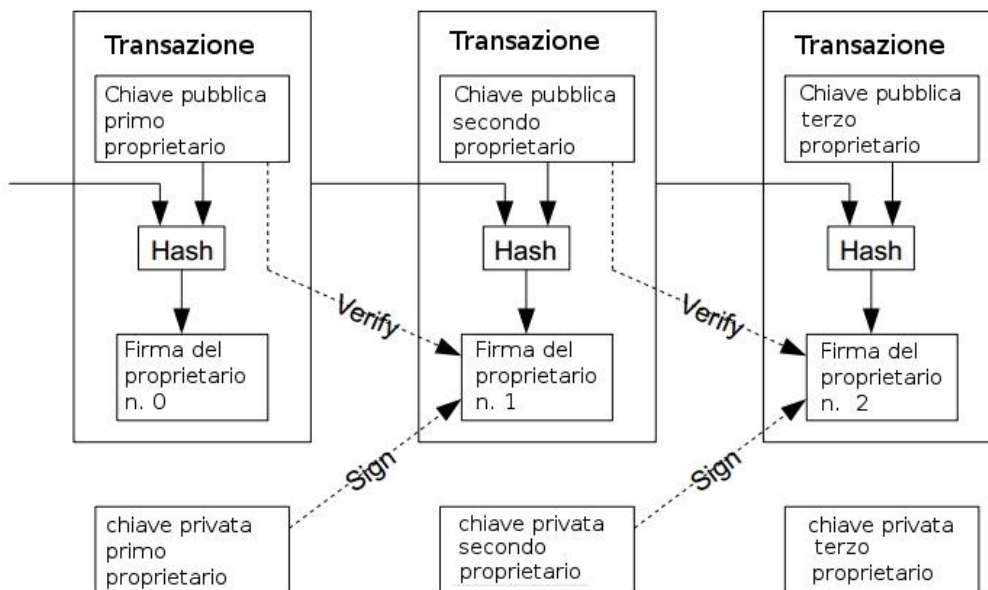 Transazione
Chiave pubblica
primo
proprietario
Hash
Firma del
proprietario
n. 0
Transazione
Chiave pubblica
secondo
proprietario
Hash
Verify
Firma del
proprietario
n. 1
Transazione
Chiave pubblica
terzo
proprietario
Hash
Verify
Firma del
proprietario
n. 2
Sign
Sign
chiave privata
primo
proprietario
chiave privata
secondo
proprietario
chiave privata
terzo
proprietario